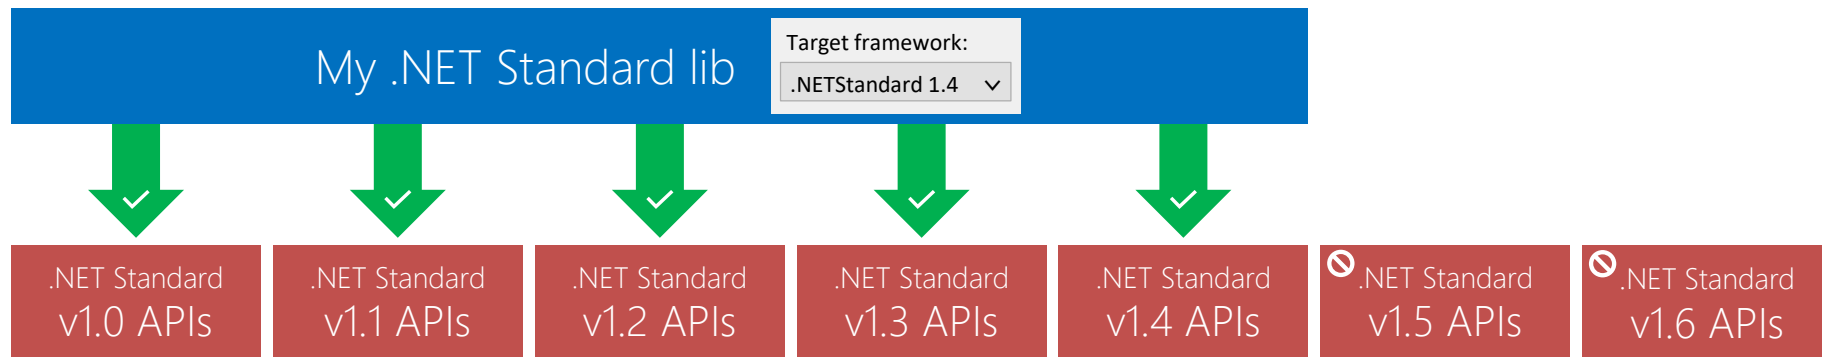 My .NET Standard lib
Target framework:
.NETStandard 1.4
.NET Standard
v1.0 APIs
.NET Standard
v1.1 APIs
.NET Standard
v1.2 APIs
.NET Standard
v1.3 APIs
.NET Standard
v1.4 APIs
.NET Standard
v1.5 APIs
.NET Standard
v1.6 APIs